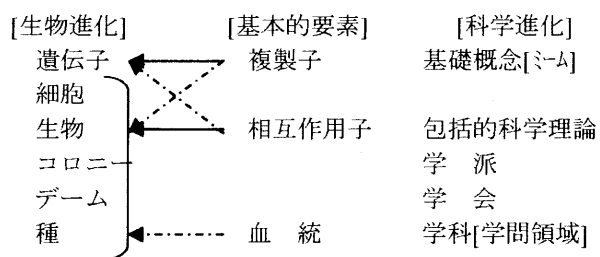 [生物進化] [基本的要素] [科学進化]
遺伝子 複製子 基礎概念[ミーム]
細胞
生物 相互作用子 包括的科学理論
コロニー 学 派
デーム 学 会
種 血 統 学科[学問領域]